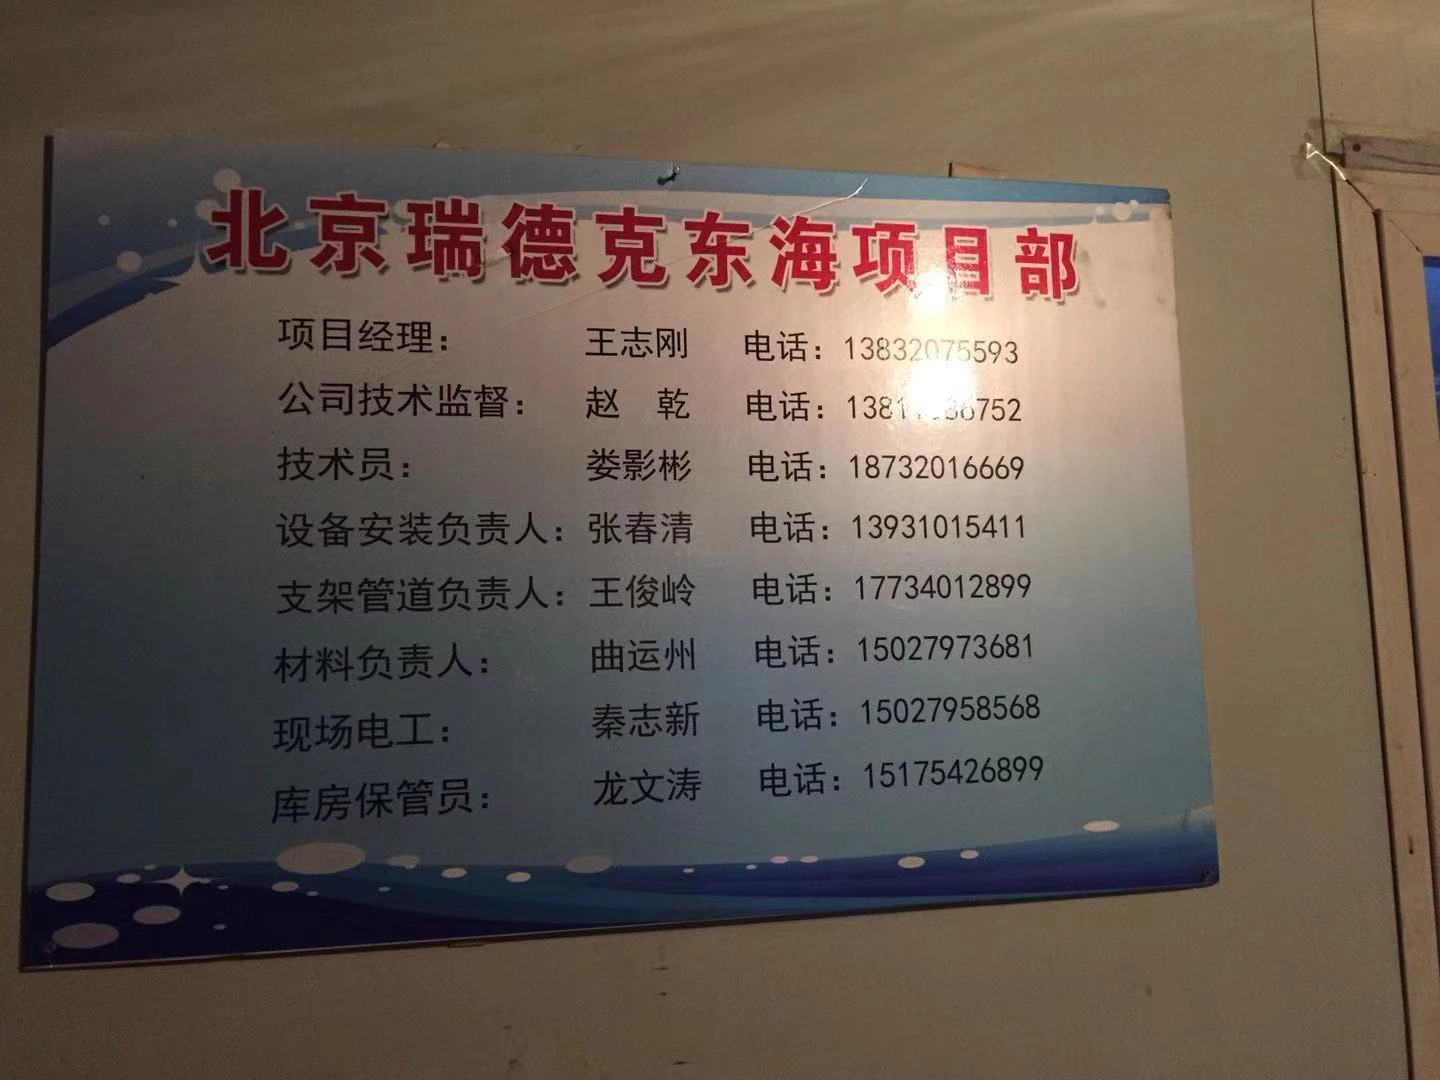 北京瑞德克东海项目部
项目经理： 王志刚 电话：13832075593
公司技术监督： 赵 乾 电话：
技术员： 娄影彬 电话：18732016669
设备安装负责人：张春清 电话：13931015411
支架管道负责人：王俊岭 电话：17734012899
材料负责人： 曲运州 电话：15027973681
现场电工： 秦志新 电话：15027958568
库房保管员： 龙文涛 电话：15175426899